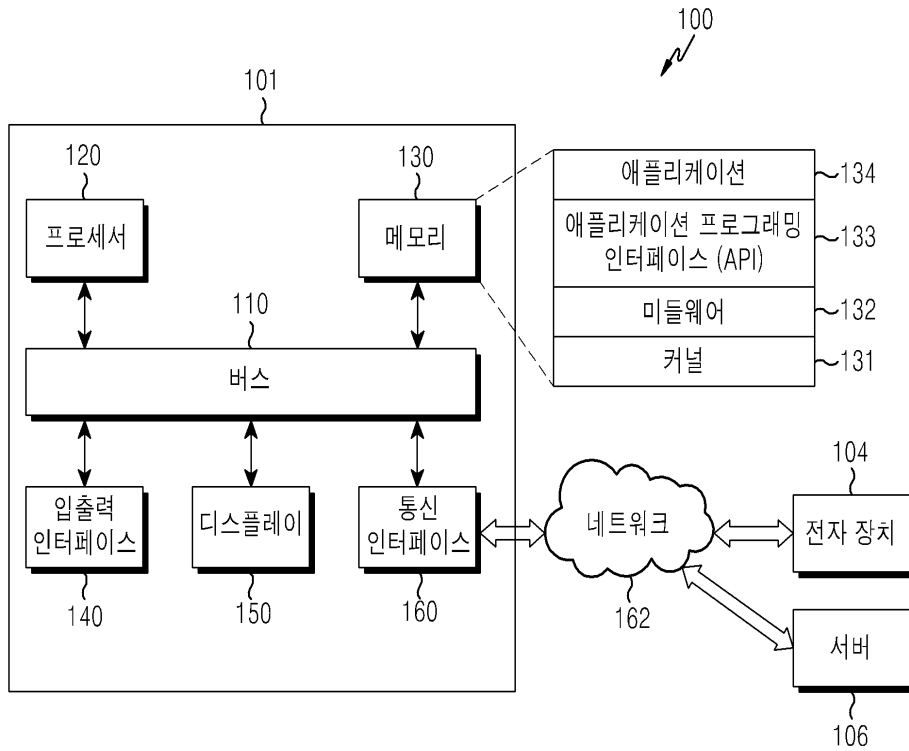 100
101
120
130
프로세서
메모리
애플리케이션
134
애플리케이션 프로그래밍
인터페이스 (API)
133
미들웨어
132
커널
131
110
버스
입출력
인터페이스
디스플레이
통신
인터페이스
140
150
160
네트워크
162
104
전자 장치
서버
106